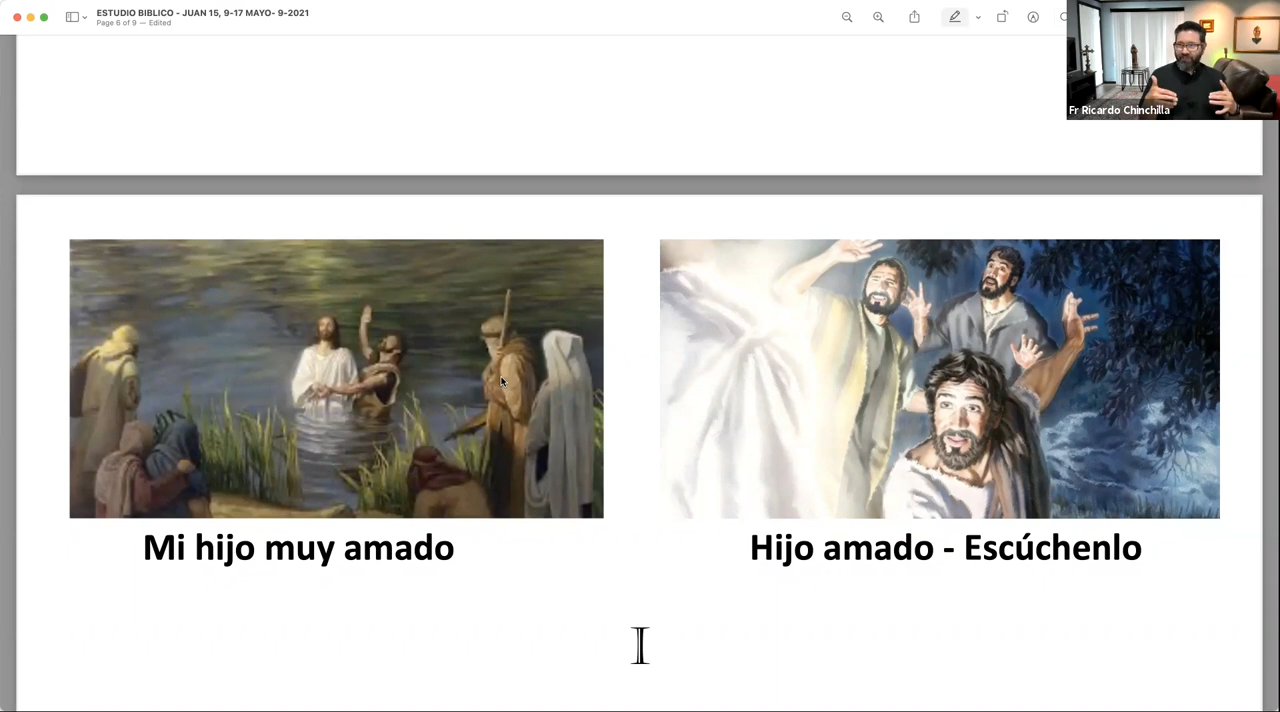 ESTUDIO BIBLICO - JUAN 15, 9-17 MAYO- 9-2021
Page 6 of 9 — Edited
Fr Ricardo Chinchilla
Mi hijo muy amado
Hijo amado - Escúchenlo